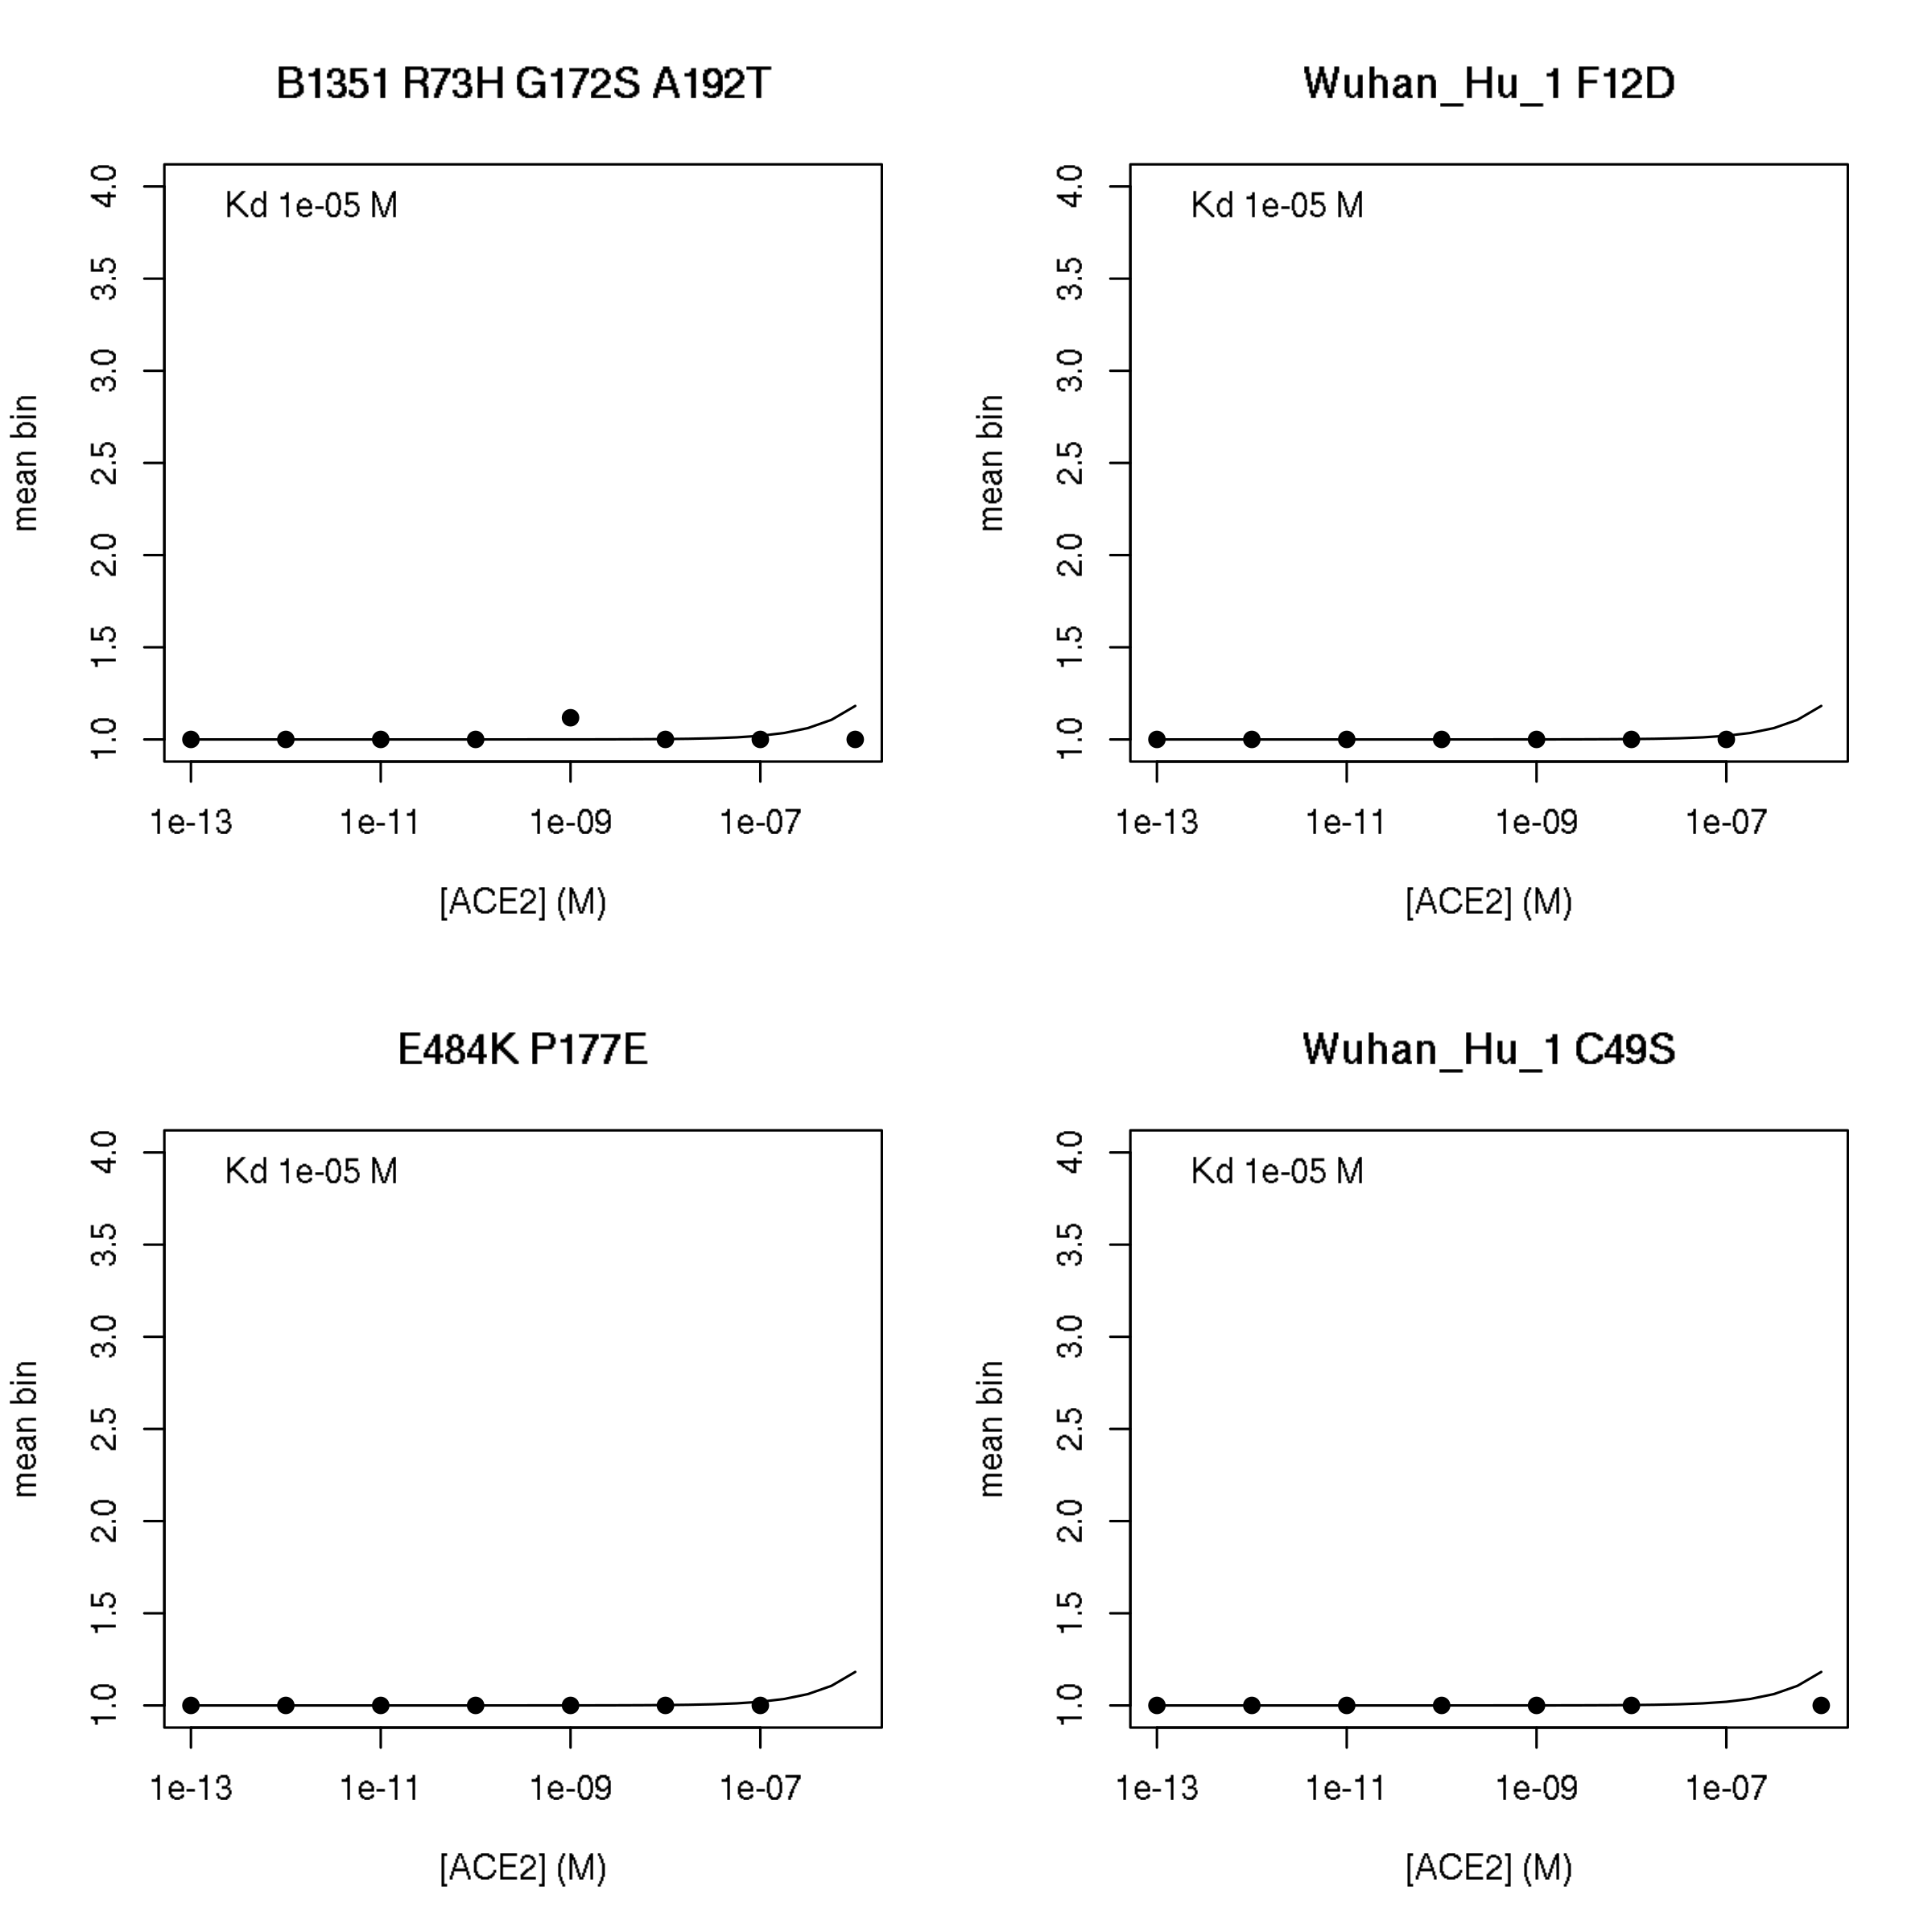 B1351 R73H G172S A192T
Kd 1e-05 M
4.0
3.5
3.0
2.5
2.0
1.5
1.0
mean bin
1e-13 1e-11 1e-09 1e-07
[ACE2] (M)
Wuhan_Hu_1 F12D
Kd 1e-05 M
4.0
3.5
3.0
2.5
2.0
1.5
1.0
mean bin
1e-13 1e-11 1e-09 1e-07
[ACE2] (M)
E484K P177E
Kd 1e-05 M
4.0
3.5
3.0
2.5
2.0
1.5
1.0
mean bin
1e-13 1e-11 1e-09 1e-07
[ACE2] (M)
Wuhan_Hu_1 C49S
Kd 1e-05 M
4.0
3.5
3.0
2.5
2.0
1.5
1.0
mean bin
1e-13 1e-11 1e-09 1e-07
[ACE2] (M)